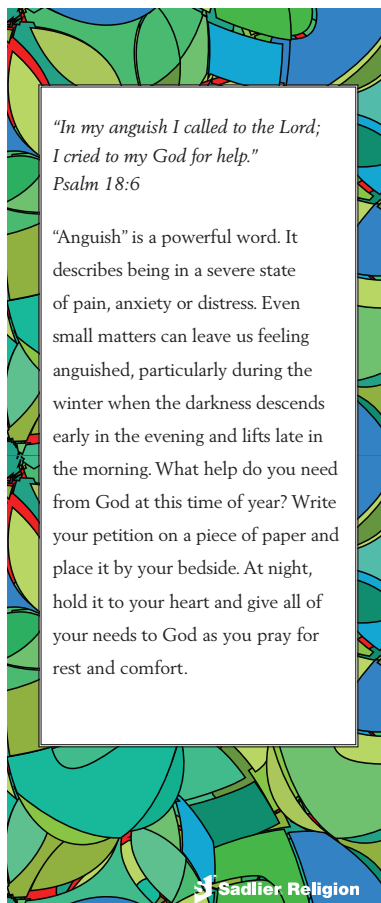 “In my anguish I called to the Lord;
I cried to my God for help.”
Psalm 18:6
“Anguish” is a powerful word. It
describes being in a severe state
of pain, anxiety or distress. Even
small matters can leave us feeling
anguished, particularly during the
winter when the darkness descends
early in the evening and lifts late in
the morning. What help do you need
from God at this time of year? Write
your petition on a piece of paper and
place it by your bedside. At night,
hold it to your heart and give all of
your needs to God as you pray for
rest and comfort.
Sadlier Religion